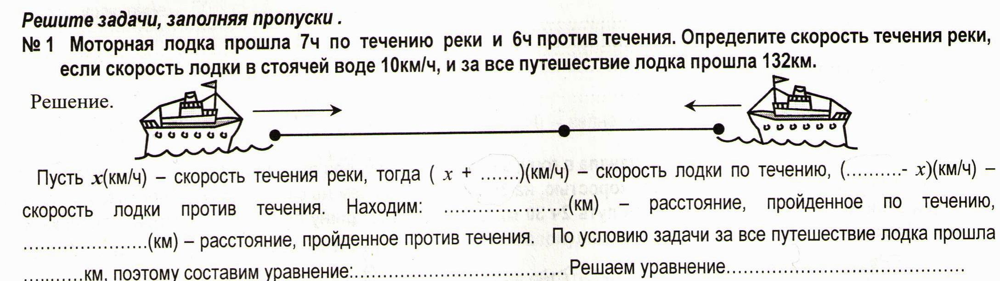 Решите задачи, заполняя пропуски .
№ 1 Моторная лодка прошла 7ч по течению реки и 6ч против течения. Определите скорость течения реки,
если скорость лодки в стоячей воде 10км/ч, и за все путешествие лодка прошла 132км.
Решение.
Пусть x(км/ч) – скорость течения реки, тогда ( x + .......)(км/ч) – скорость лодки по течению, (..........- x)(км/ч) –
скорость лодки против течения. Находим: ......................(км) – расстояние, пройденное по течению,
......................(км) – расстояние, пройденное против течения. По условию задачи за все путешествие лодка прошла
...........км, поэтому составим уравнение:..................................... Решаем уравнение..........................................